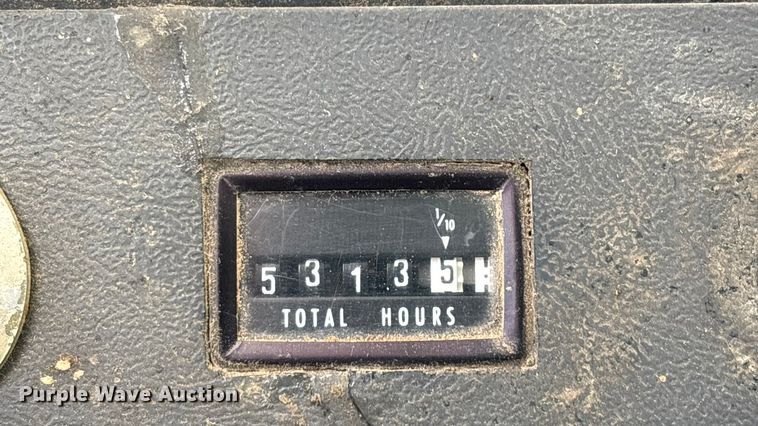 1/10
5 3 1 3 5
TOTAL HOURS
Purple Wave Auction